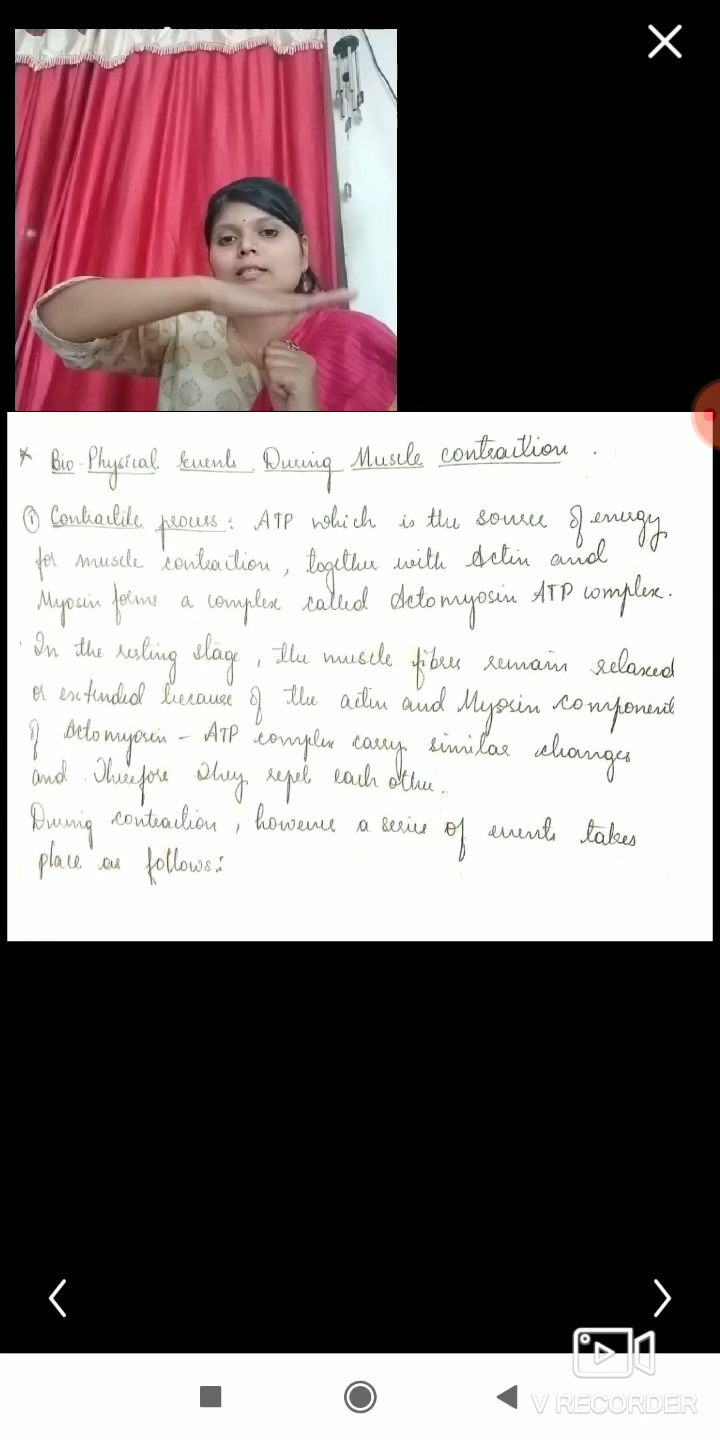 * Bio-Physical events During Muscle contraction .
① Contractile process : ATP which is the source of energy
for muscle contraction, together with Actin and
Myosin forms a complex called Actomyosin ATP complex.
In the resting stage, the muscle fibres remain relaxed
or extended because of the actin and Myosin component
of Actomyosin - ATP complex carry similar changes
and Therefore they repel each other.
During contraction, however a series of events takes
place as follows:
V RECORDER